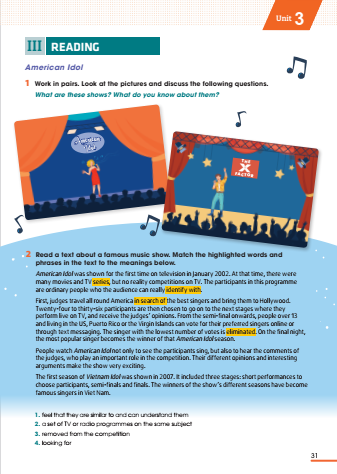 Unit 3
III READING
American Idol
1 Work in pairs. Look at the pictures and discuss the following questions.
What are these shows? What do you know about them?
American Idol
THE X FACTOR
2 Read a text about a famous music show. Match the highlighted words and
phrases in the text to the meanings below.
American Idol was shown for the first time on television in January 2002. At that time, there were
many movies and TV series, but no reality competitions on TV. The participants in this programme
are ordinary people who the audience can really identify with.
First, judges travel all round America in search of the best singers and bring them to Hollywood.
Twenty-four to thirty-six participants are then chosen to go on to the next stages where they
perform live on TV, and receive the judges' opinions. From the semi-final onwards, people over 13
and living in the US, Puerto Rico or the Virgin Islands can vote for their preferred singers online or
through text messaging. The singer with the lowest number of votes is eliminated. On the final night,
the most popular singer becomes the winner of that American Idol season.
People watch American Idol not only to see the participants sing, but also to hear the comments of
the judges, who play an important role in the competition. Their different opinions and interesting
arguments make the show very exciting.
The first season of Vietnam Idol was shown in 2007. It included three stages: short performances to
choose participants, semi-finals and finals. The winners of the show's different seasons have become
famous singers in Viet Nam.
1. feel that they are similar to and can understand them
2. a set of TV or radio programmes on the same subject
3. removed from the competition
4. looking for
31